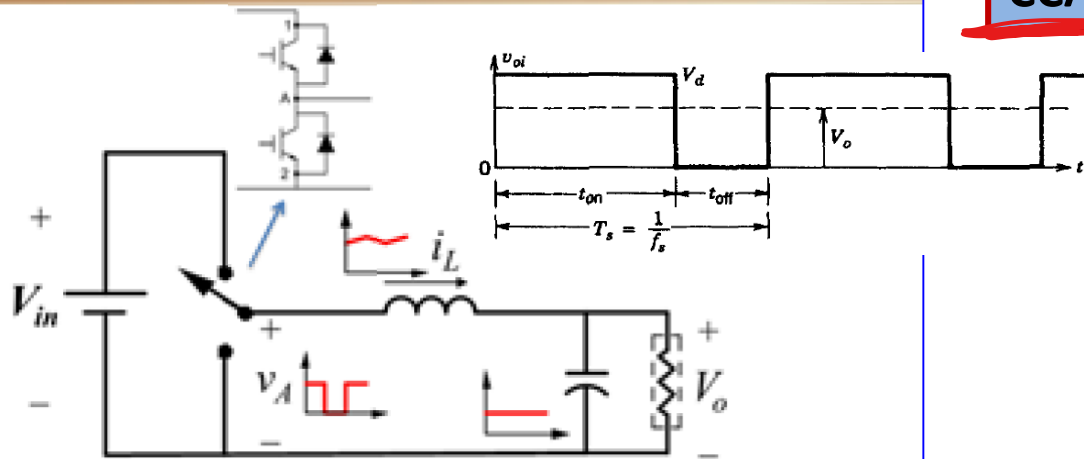 1
A
2
v_oi
V_d
V_o
0
t
t_on
t_off
T_s = 1/f_s
i_L
+
V_in
−
+
v_A
−
+
V_o
−